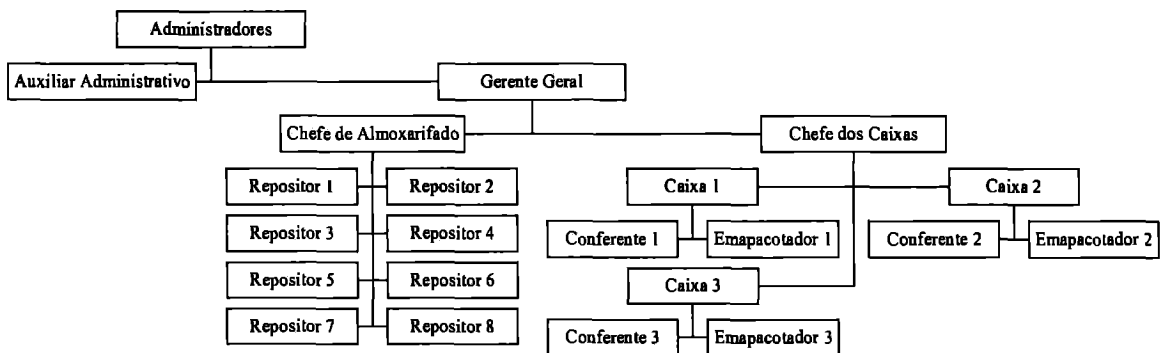 Administradores
Auxiliar Administrativo
Gerente Geral
Chefe de Almoxarifado
Chefe dos Caixas
Repositor 1
Repositor 2
Caixa 1
Caixa 2
Repositor 3
Repositor 4
Conferente 1
Emapacotador 1
Conferente 2
Emapacotador 2
Repositor 5
Repositor 6
Caixa 3
Repositor 7
Repositor 8
Conferente 3
Emapacotador 3